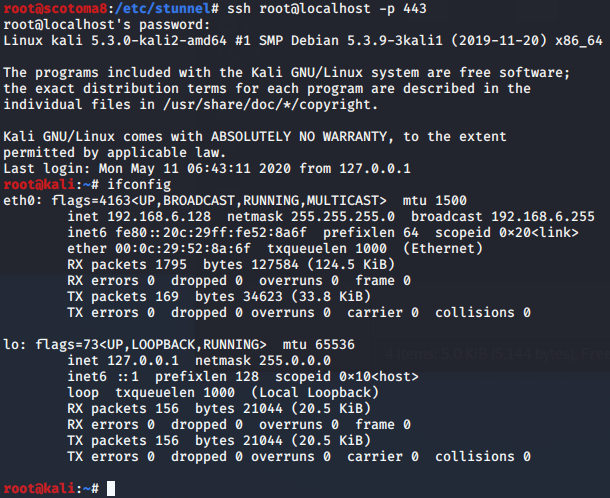 root@scotoma8:/etc/stunnel# ssh root@localhost -p 443
root@localhost's password:
Linux kali 5.3.0-kali2-amd64 #1 SMP Debian 5.3.9-3kali1 (2019-11-20) x86_64
The programs included with the Kali GNU/Linux system are free software;
the exact distribution terms for each program are described in the
individual files in /usr/share/doc/*/copyright.
Kali GNU/Linux comes with ABSOLUTELY NO WARRANTY, to the extent
permitted by applicable law.
Last login: Mon May 11 06:43:11 2020 from 127.0.0.1
root@kali:~# ifconfig
eth0: flags=4163<UP,BROADCAST,RUNNING,MULTICAST>  mtu 1500
inet 192.168.6.128  netmask 255.255.255.0  broadcast 192.168.6.255
inet6 fe80::20c:29ff:fe52:8a6f  prefixlen 64  scopeid 0×20<link>
ether 00:0c:29:52:8a:6f  txqueuelen 1000  (Ethernet)
RX packets 1795  bytes 127584 (124.5 KiB)
RX errors 0  dropped 0  overruns 0  frame 0
TX packets 169  bytes 34623 (33.8 KiB)
TX errors 0  dropped 0 overruns 0  carrier 0  collisions 0
lo: flags=73<UP,LOOPBACK,RUNNING>  mtu 65536
inet 127.0.0.1  netmask 255.0.0.0
inet6 ::1  prefixlen 128  scopeid 0×10<host>
loop  txqueuelen 1000  (Local Loopback)
RX packets 156  bytes 21044 (20.5 KiB)
RX errors 0  dropped 0  overruns 0  frame 0
TX packets 156  bytes 21044 (20.5 KiB)
TX errors 0  dropped 0 overruns 0  carrier 0  collisions 0
root@kali:~#